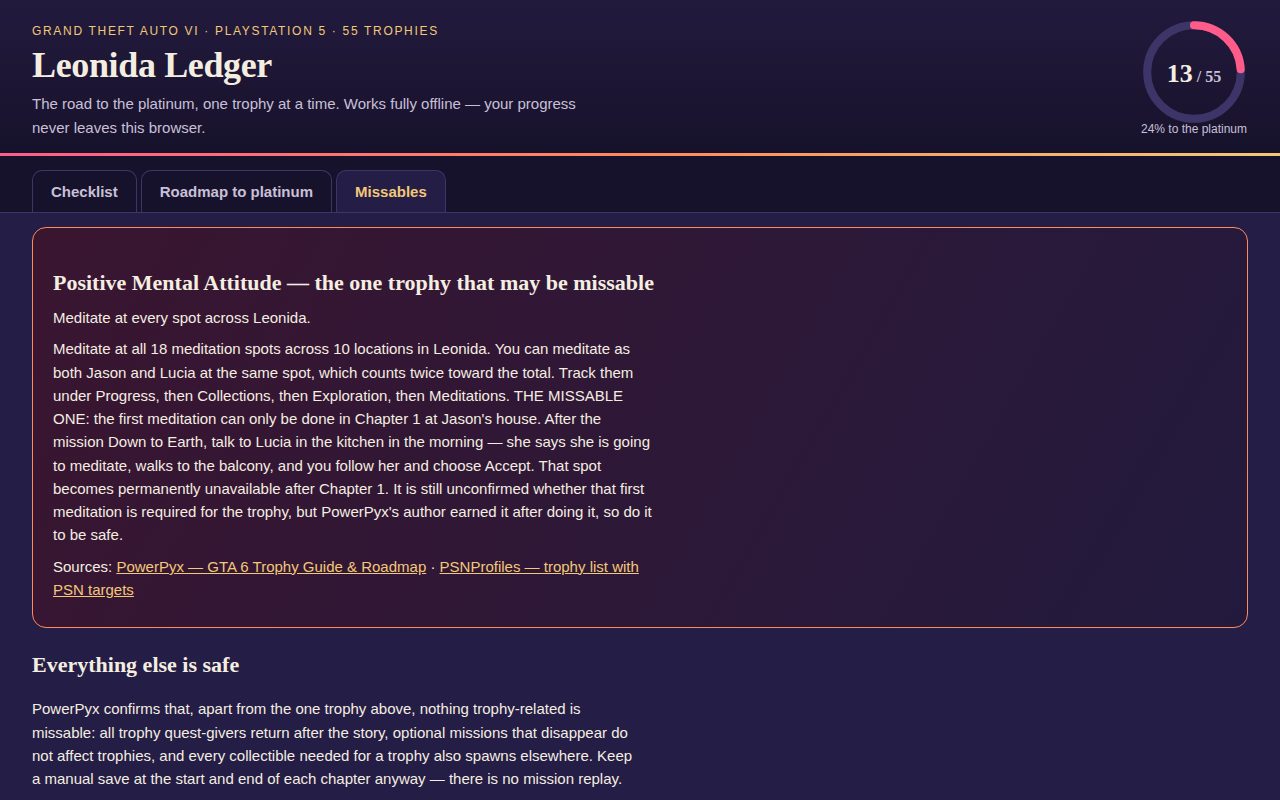 GRAND THEFT AUTO VI · PLAYSTATION 5 · 55 TROPHIES
Leonida Ledger
The road to the platinum, one trophy at a time. Works fully offline — your progress
never leaves this browser.
13 / 55
24% to the platinum
Checklist
Roadmap to platinum
Missables
Positive Mental Attitude — the one trophy that may be missable
Meditate at every spot across Leonida.
Meditate at all 18 meditation spots across 10 locations in Leonida. You can meditate as
both Jason and Lucia at the same spot, which counts twice toward the total. Track them
under Progress, then Collections, then Exploration, then Meditations. THE MISSABLE
ONE: the first meditation can only be done in Chapter 1 at Jason's house. After the
mission Down to Earth, talk to Lucia in the kitchen in the morning — she says she is going
to meditate, walks to the balcony, and you follow her and choose Accept. That spot
becomes permanently unavailable after Chapter 1. It is still unconfirmed whether that first
meditation is required for the trophy, but PowerPyx's author earned it after doing it, so do it
to be safe.
Sources: PowerPyx — GTA 6 Trophy Guide & Roadmap · PSNProfiles — trophy list with
PSN targets
Everything else is safe
PowerPyx confirms that, apart from the one trophy above, nothing trophy-related is
missable: all trophy quest-givers return after the story, optional missions that disappear do
not affect trophies, and every collectible needed for a trophy also spawns elsewhere. Keep
a manual save at the start and end of each chapter anyway — there is no mission replay.